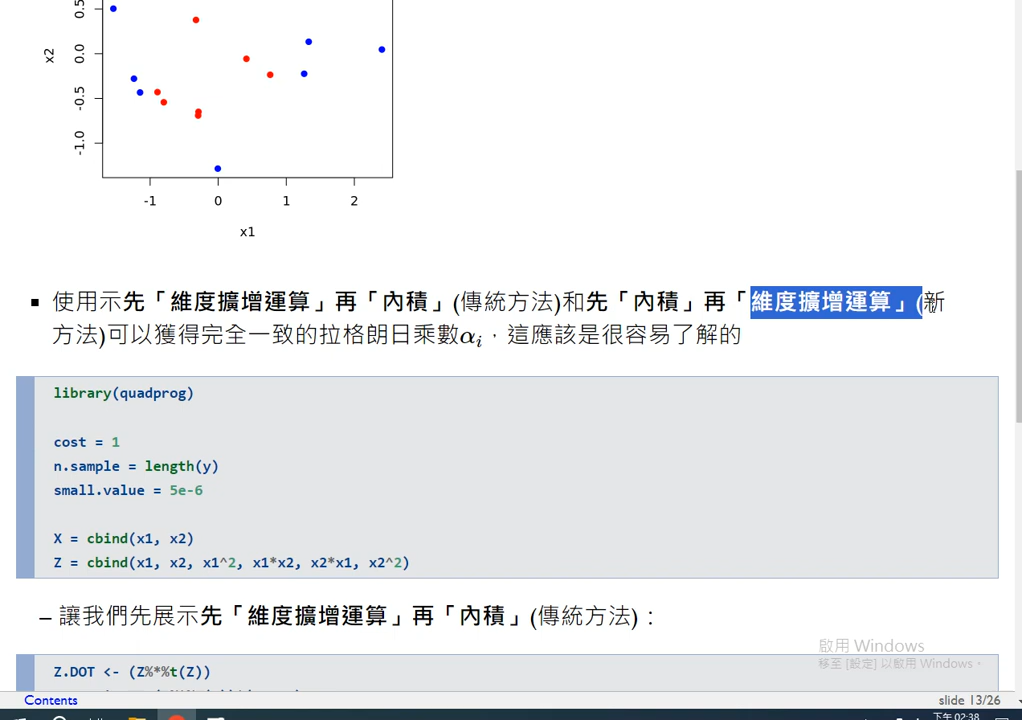 0.5
0.0
-0.5
-1.0
x2
-1 0 1 2
x1
▪ 使用示先「維度擴增運算」再「內積」(傳統方法)和先「內積」再「維度擴增運算」(新
方法)可以獲得完全一致的拉格朗日乘數αi，這應該是很容易了解的
library(quadprog)
cost = 1
n.sample = length(y)
small.value = 5e-6
X = cbind(x1, x2)
Z = cbind(x1, x2, x1^2, x1*x2, x2*x1, x2^2)
– 讓我們先展示先「維度擴增運算」再「內積」(傳統方法)：
啟用 Windows
移至 [設定] 以啟用 Windows。
Z.DOT <- (Z%*%t(Z))
Contents
slide 13/26
下午 02:38